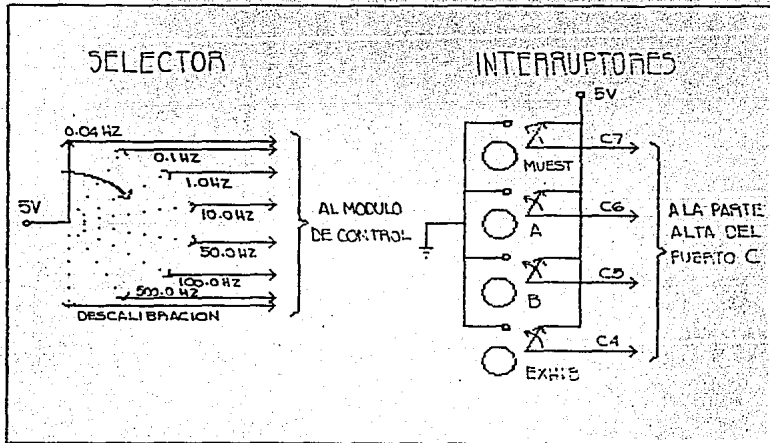 SELECTOR
0.04 HZ
0.1 HZ
1.0 HZ
10.0 HZ
50.0 HZ
100.0 HZ
500.0 HZ
DESCALIBRACION
5V
AL MODULO
DE CONTROL
INTERRUPTORES
5V
C7
MUEST
C6
A
C5
B
C4
EXHIB
A LA PARTE
ALTA DEL
PUERTO C